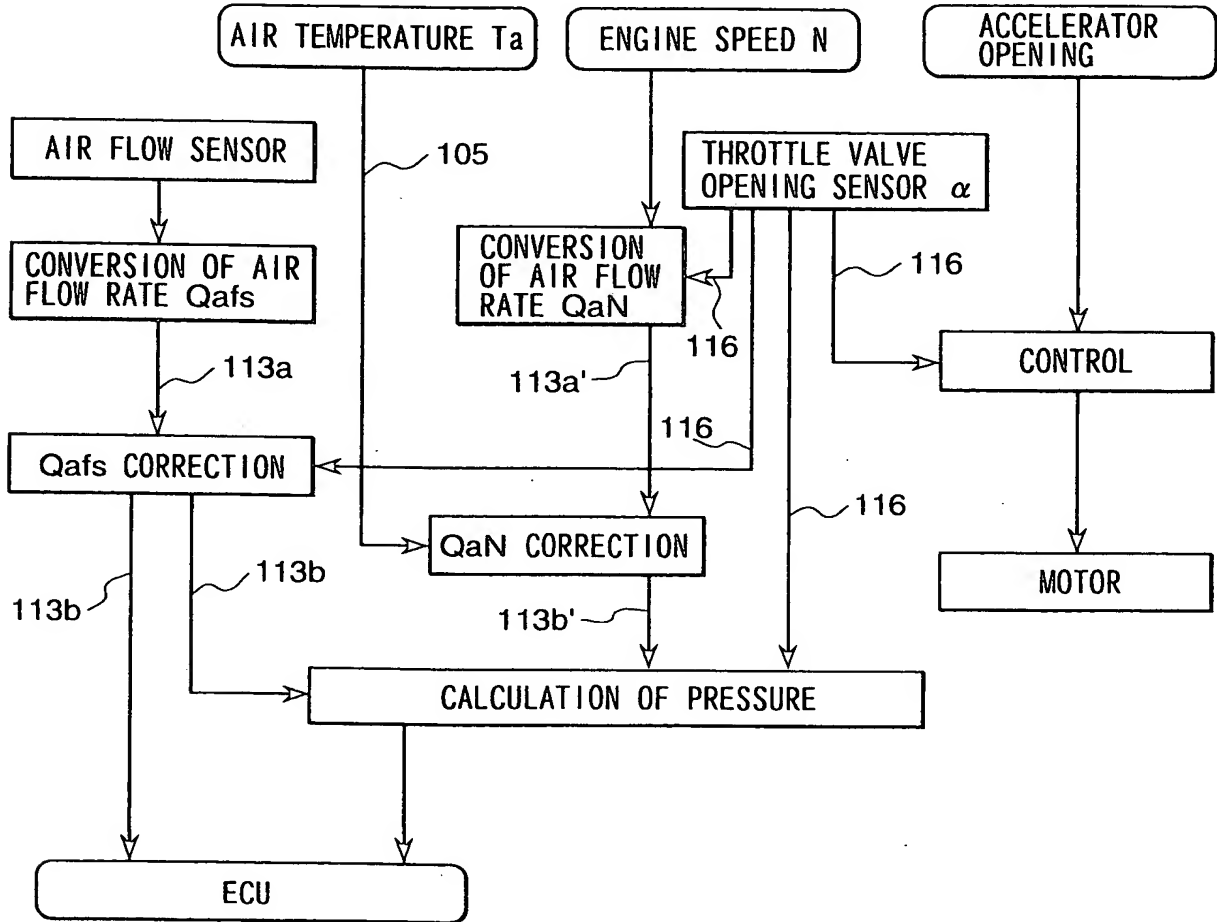 AIR TEMPERATURE Ta
ENGINE SPEED N
ACCELERATOR
OPENING
AIR FLOW SENSOR
105
THROTTLE VALVE
OPENING SENSOR α
CONVERSION OF AIR
FLOW RATE Qafs
CONVERSION
OF AIR FLOW
RATE QaN
116
116
113a
113a'
CONTROL
116
Qafs CORRECTION
116
QaN CORRECTION
113b
113b
113b'
MOTOR
CALCULATION OF PRESSURE
ECU